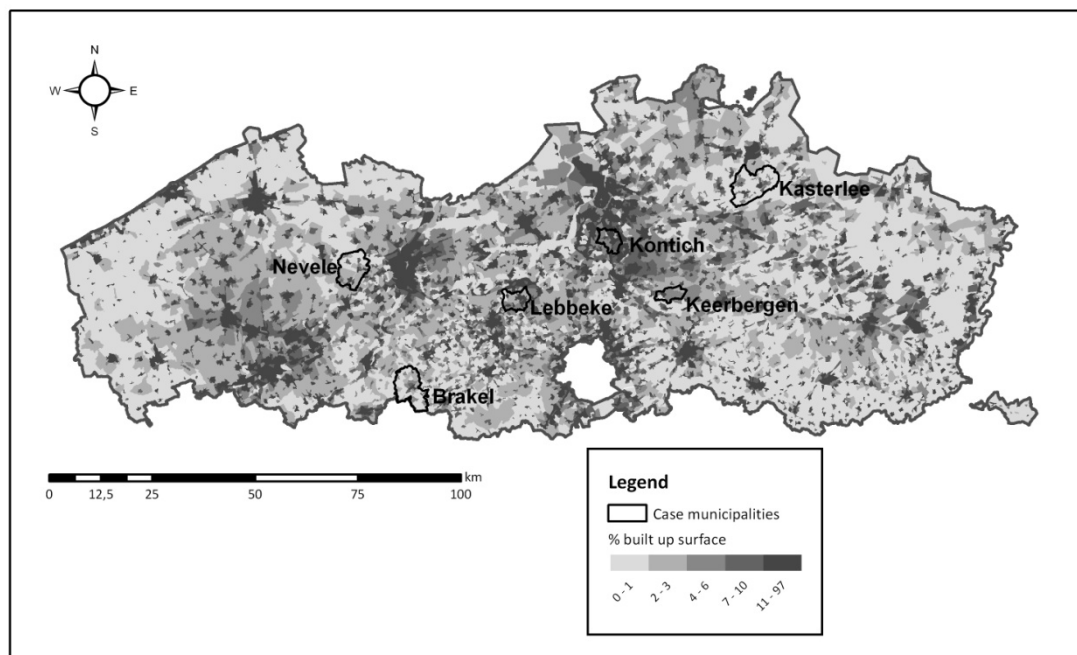 N
W E
S
Kasterlee
Kontich
Nevele
Lebbeke
Keerbergen
Brakel
km
0 12,5 25 50 75 100
Legend
Case municipalities
% built up surface
0 - 1 2 - 3 4 - 6 7 - 10 11 - 97